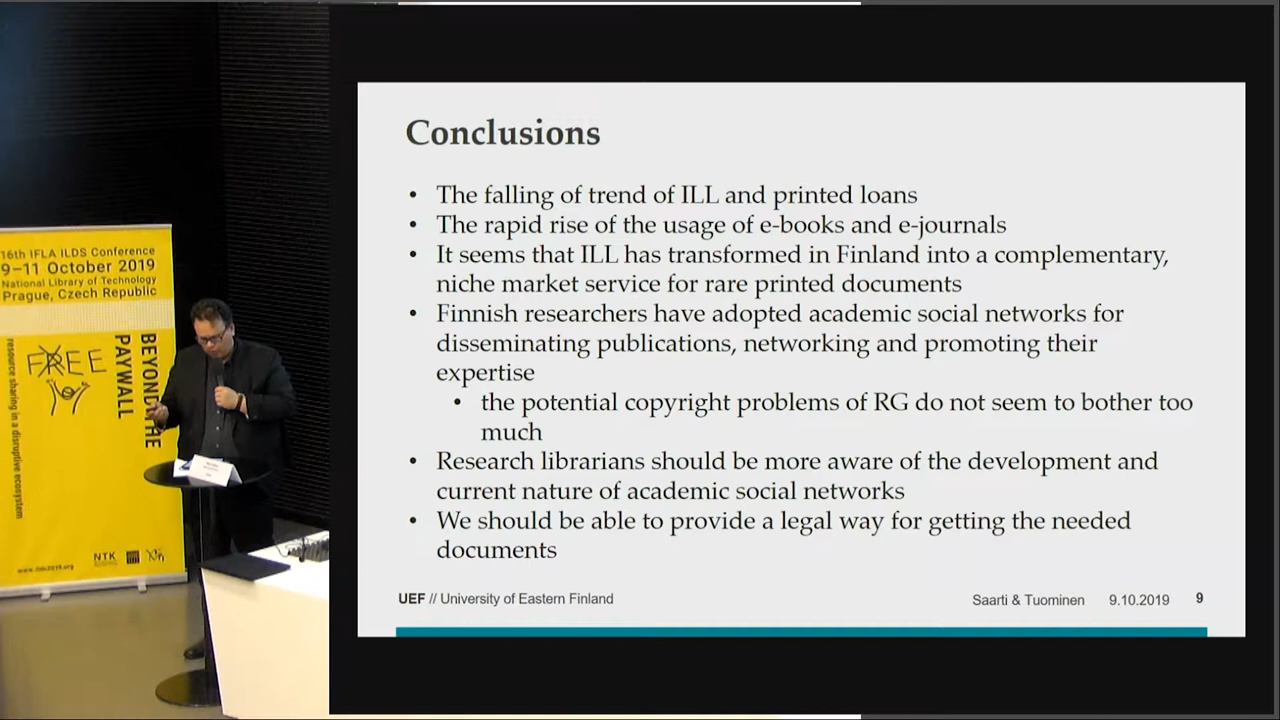 16th IFLA ILDS Conference
9–11 October 2019
National Library of Technology
Prague, Czech Republic
FREE
BEYOND THE
PAYWALL
resource sharing in a disruptive ecosystem
NTK
Conclusions
• The falling of trend of ILL and printed loans
• The rapid rise of the usage of e-books and e-journals
• It seems that ILL has transformed in Finland into a complementary,
niche market service for rare printed documents
• Finnish researchers have adopted academic social networks for
disseminating publications, networking and promoting their
expertise
• the potential copyright problems of RG do not seem to bother too
much
• Research librarians should be more aware of the development and
current nature of academic social networks
• We should be able to provide a legal way for getting the needed
documents
UEF // University of Eastern Finland
Saarti & Tuominen 9.10.2019 9